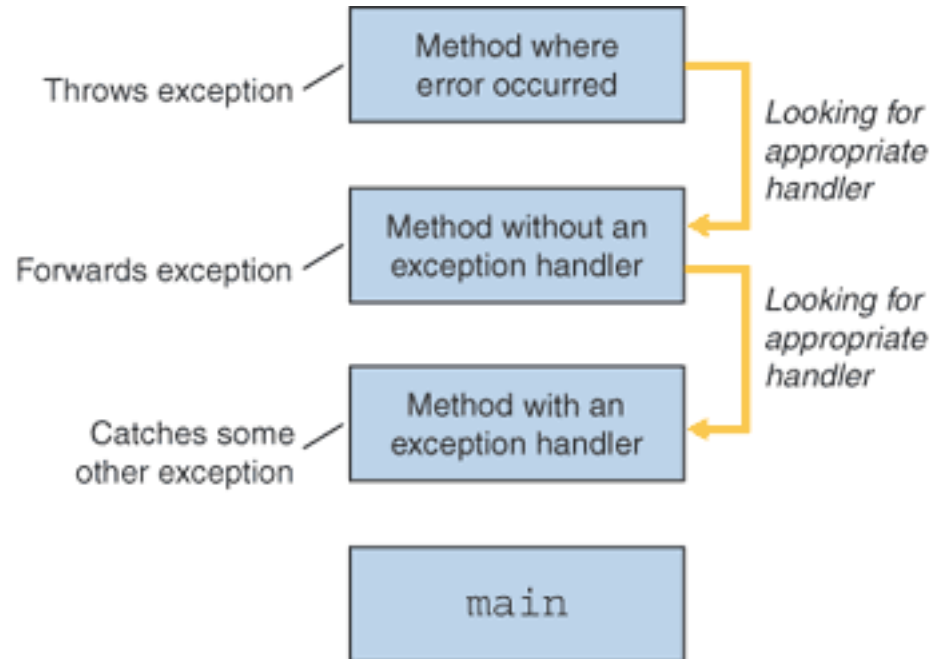 Method where
error occurred
Throws exception
Looking for
appropriate
handler
Method without an
exception handler
Forwards exception
Looking for
appropriate
handler
Method with an
exception handler
Catches some
other exception
main